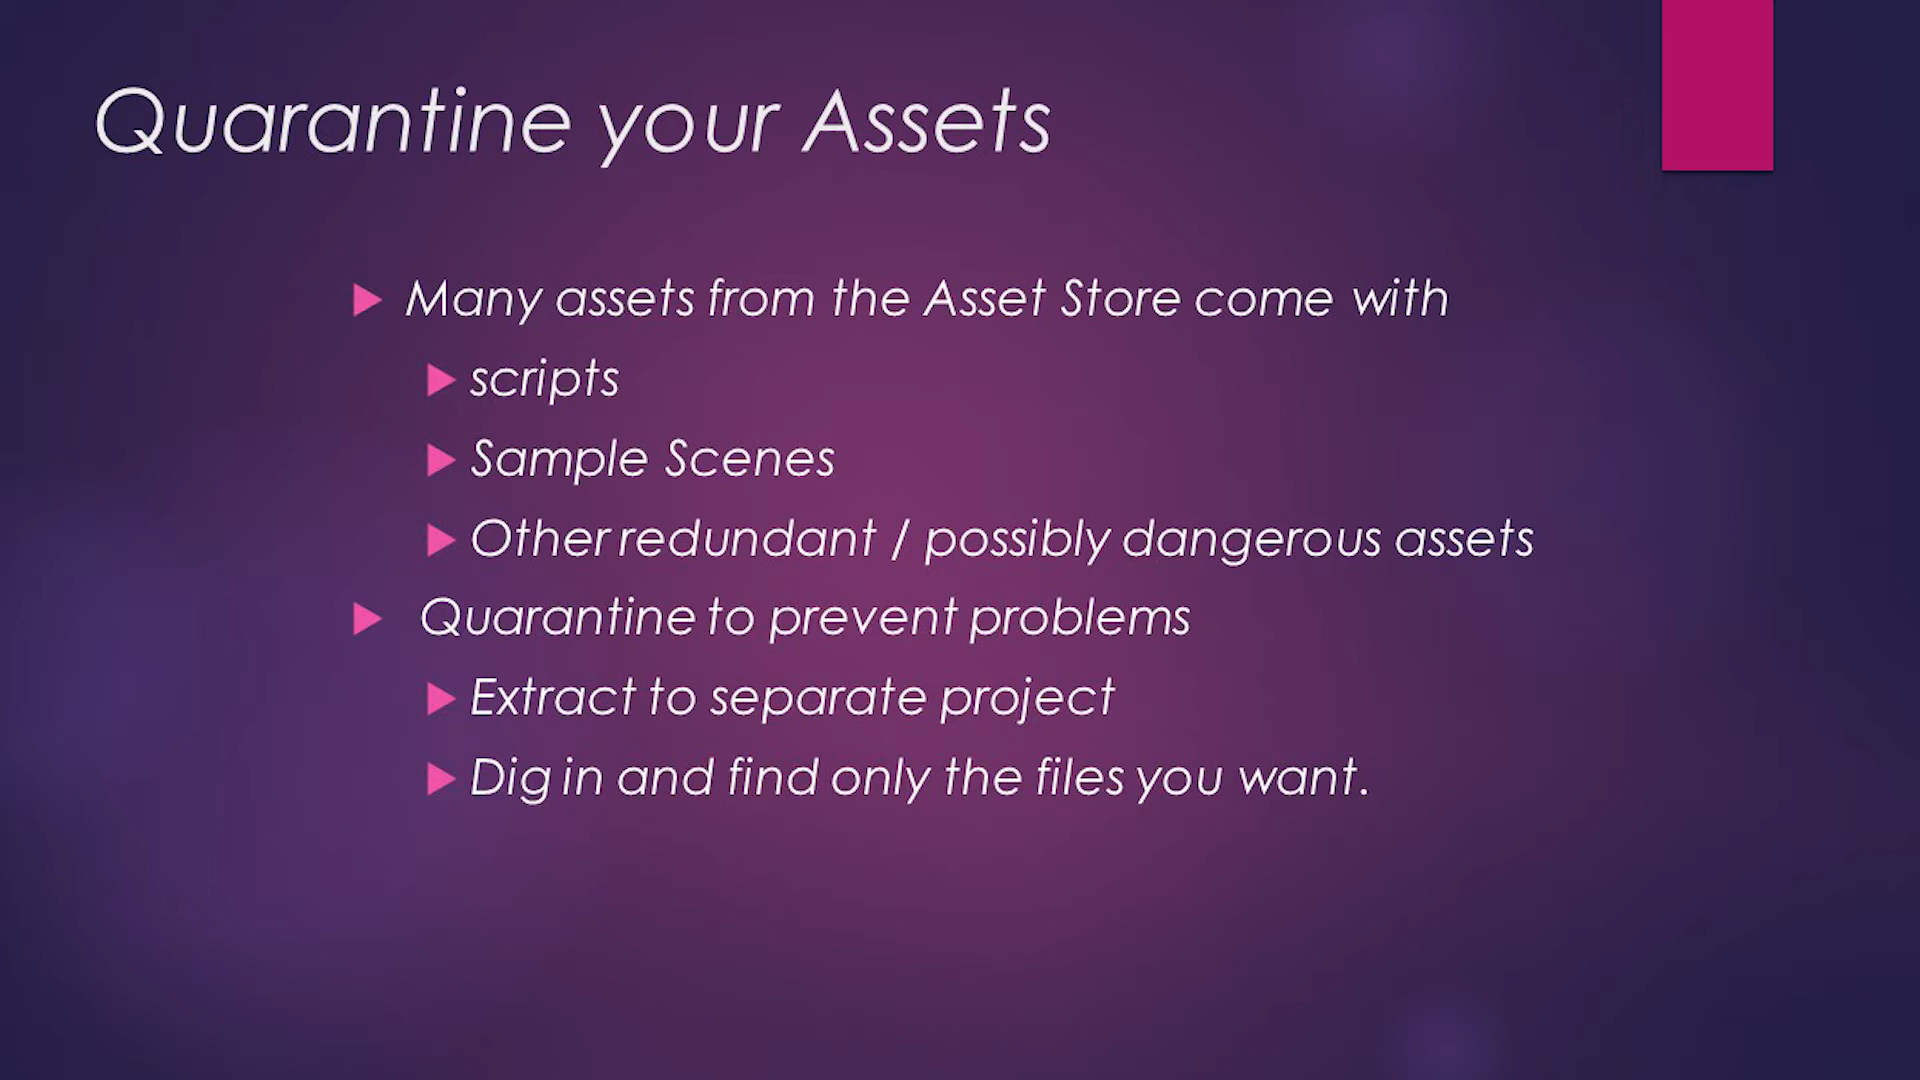 Quarantine your Assets
Many assets from the Asset Store come with
scripts
Sample Scenes
Other redundant / possibly dangerous assets
Quarantine to prevent problems
Extract to separate project
Dig in and find only the files you want.